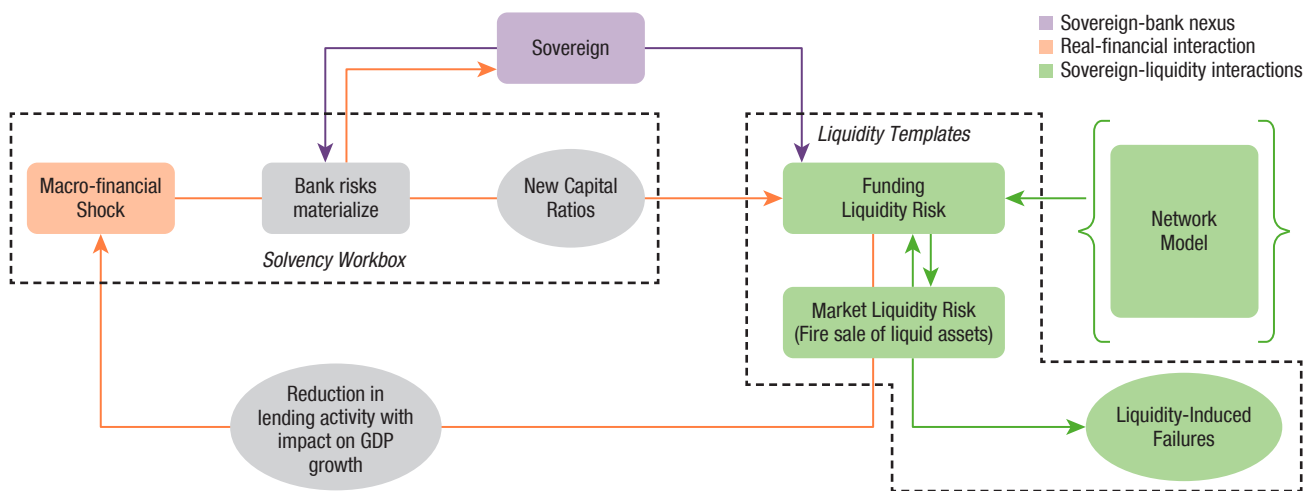 Sovereign
Sovereign-bank nexus
Real-financial interaction
Sovereign-liquidity interactions
Liquidity Templates
Macro-financial
Shock
Bank risks
materialize
New Capital
Ratios
Funding
Liquidity Risk
Network
Model
Solvency Workbox
Market Liquidity Risk
(Fire sale of liquid assets)
Reduction in
lending activity with
impact on GDP
growth
Liquidity-Induced
Failures